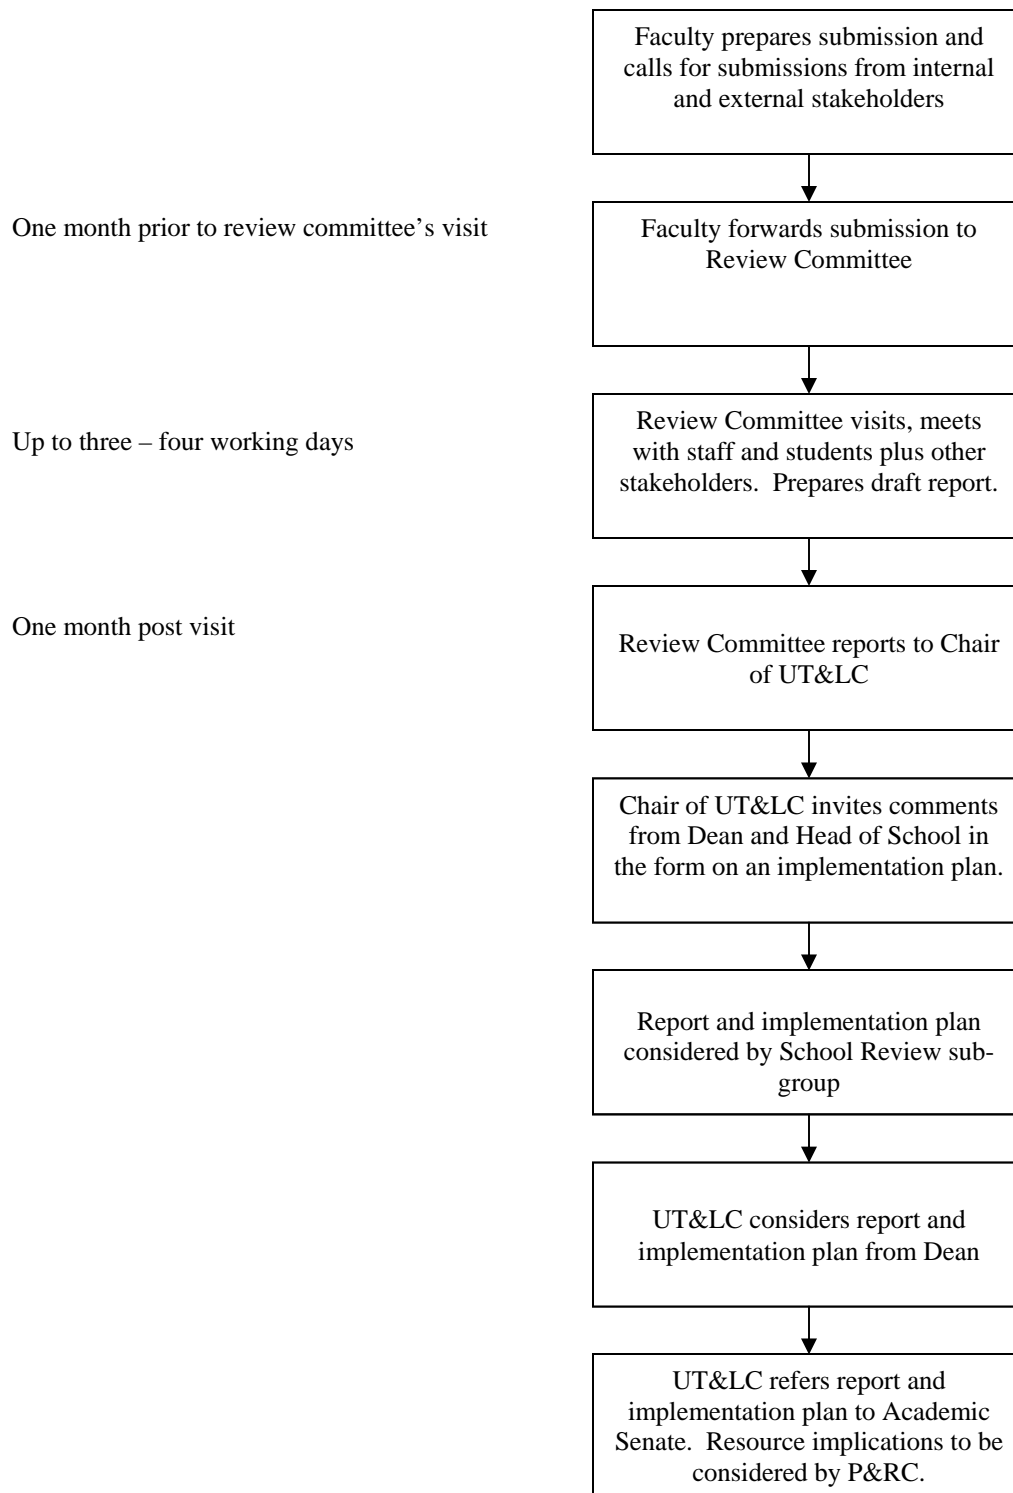 Faculty prepares submission and
calls for submissions from internal
and external stakeholders
One month prior to review committee’s visit
Faculty forwards submission to
Review Committee
Up to three – four working days
Review Committee visits, meets
with staff and students plus other
stakeholders.  Prepares draft report.
One month post visit
Review Committee reports to Chair
of UT&LC
Chair of UT&LC invites comments
from Dean and Head of School in
the form on an implementation plan.
Report and implementation plan
considered by School Review sub-
group
UT&LC considers report and
implementation plan from Dean
UT&LC refers report and
implementation plan to Academic
Senate.  Resource implications to be
considered by P&RC.